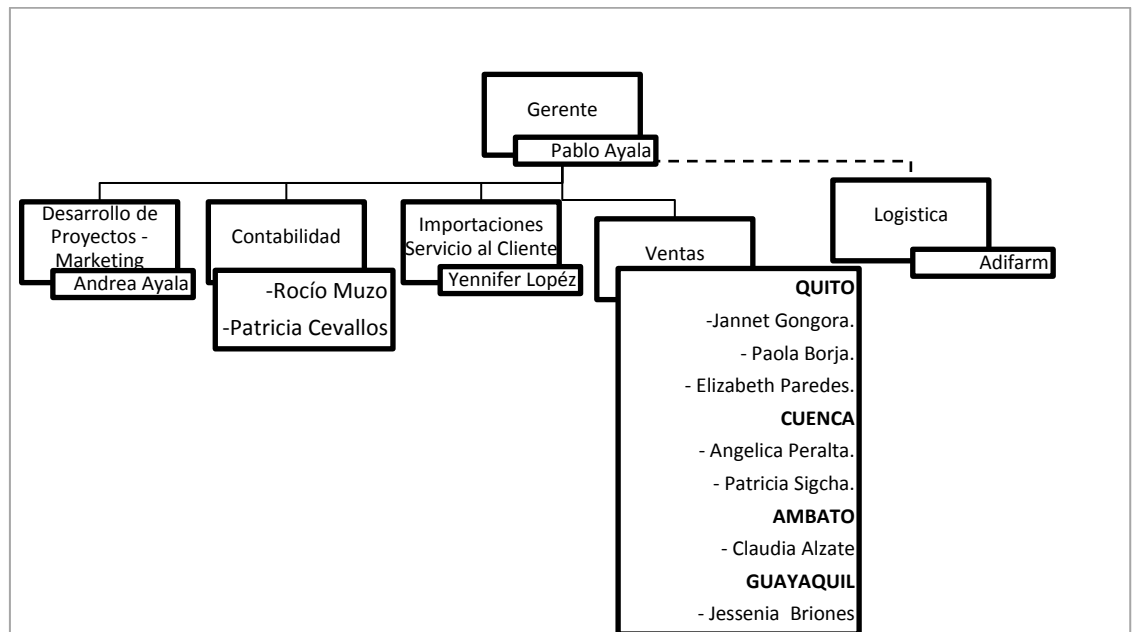 Gerente
Pablo Ayala
Desarrollo de
Proyectos -
Marketing
Andrea Ayala
Contabilidad
-Rocío Muzo
-Patricia Cevallos
Importaciones
Servicio al Cliente
Yennifer Lopéz
Ventas
QUITO
-Jannet Gongora.
- Paola Borja.
- Elizabeth Paredes.
CUENCA
- Angelica Peralta.
- Patricia Sigcha.
AMBATO
- Claudia Alzate
GUAYAQUIL
- Jessenia Briones
Logistica
Adifarm